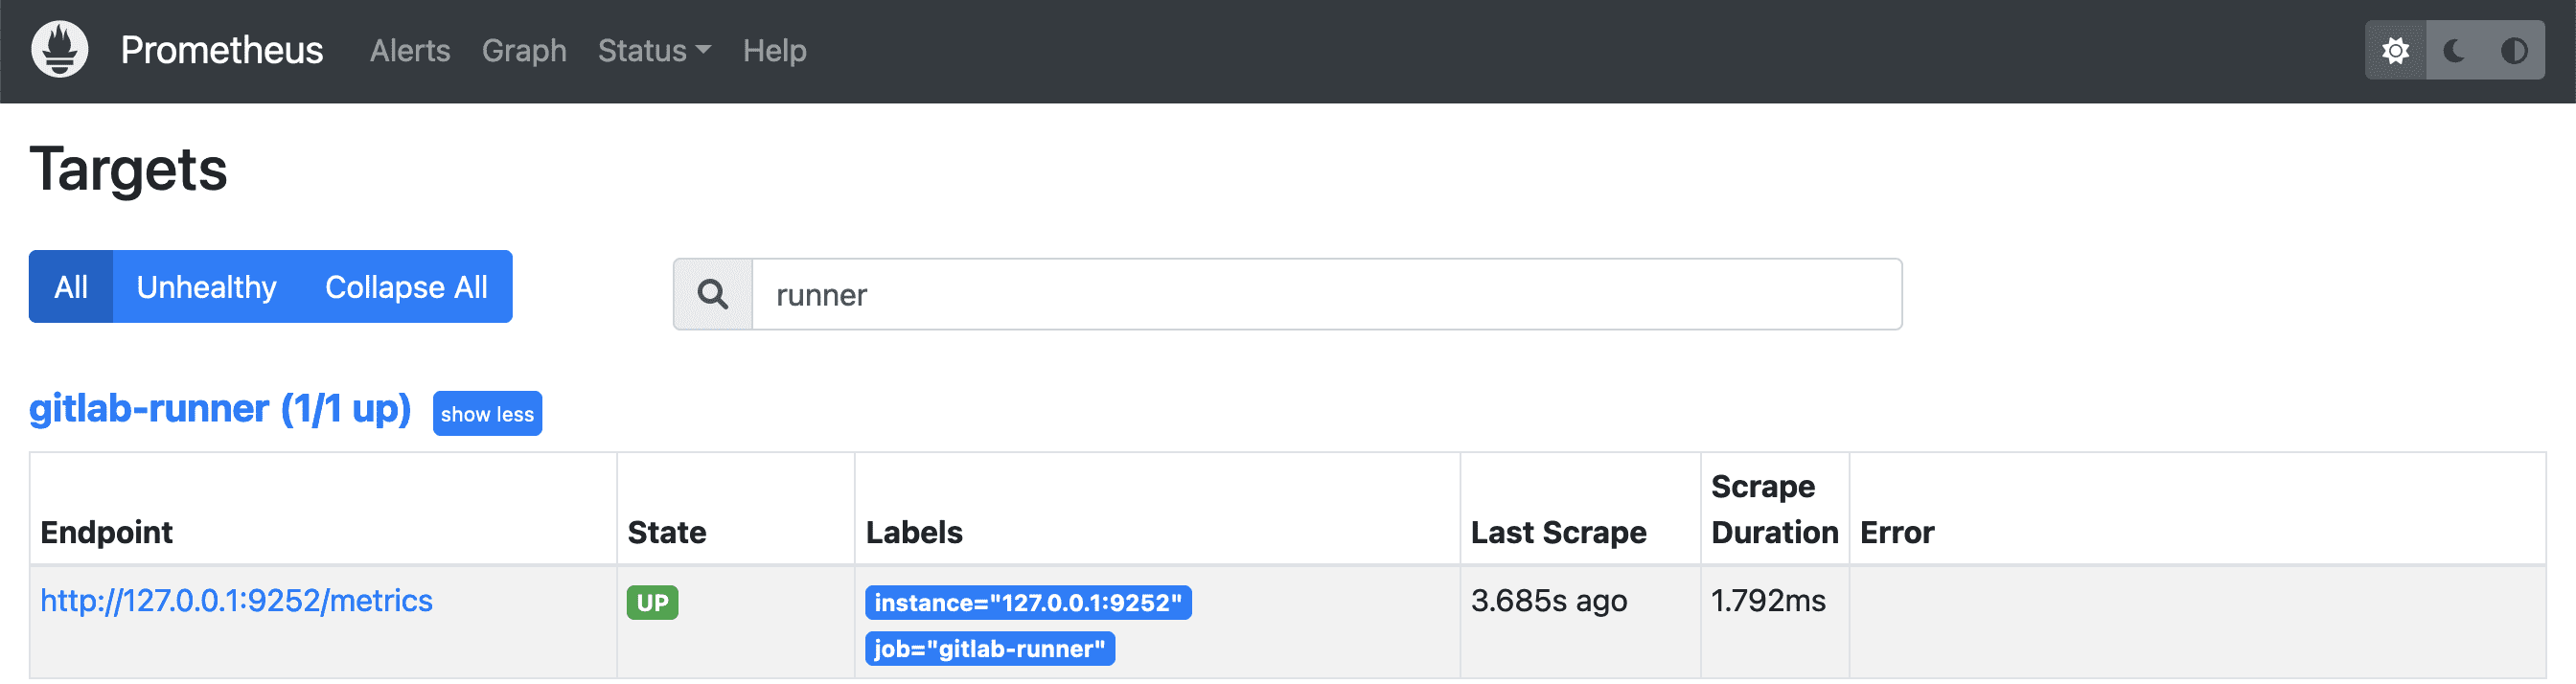 Prometheus Alerts Graph Status Help
Targets
All Unhealthy Collapse All
runner
gitlab-runner (1/1 up) show less
Endpoint State Labels Last Scrape Scrape Duration Error
http://127.0.0.1:9252/metrics UP instance="127.0.0.1:9252" 3.685s ago 1.792ms
job="gitlab-runner"